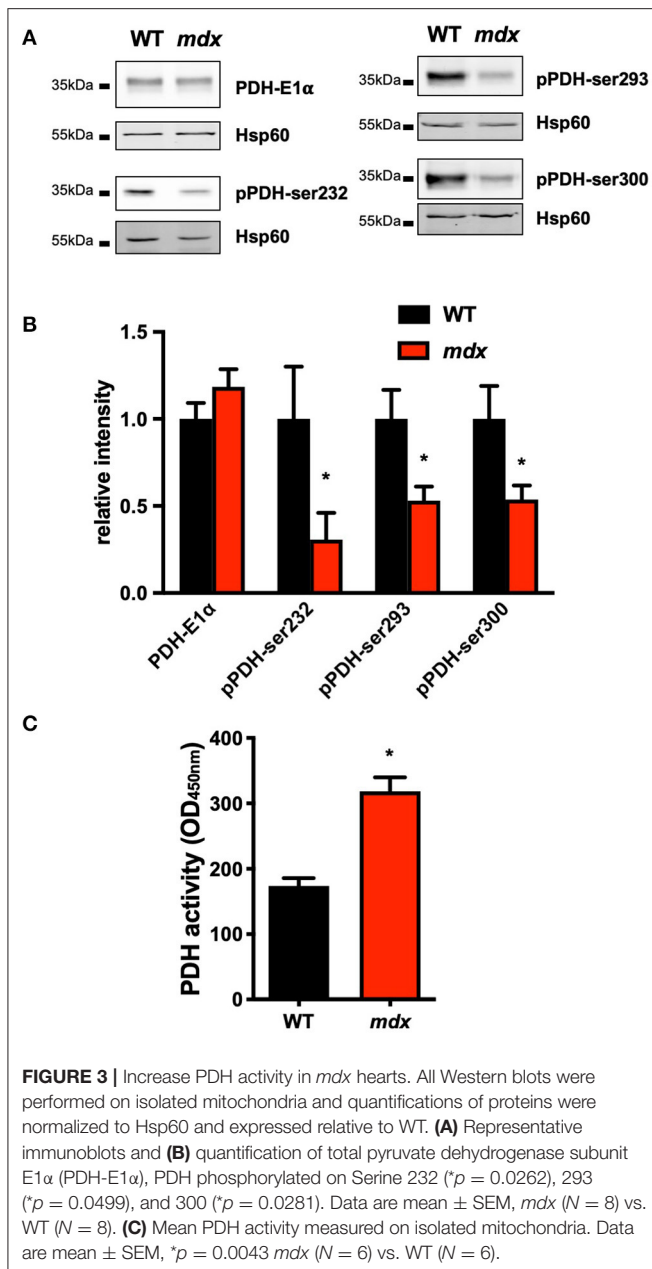 A
WT mdx
35kDa PDH-E1α
55kDa Hsp60
35kDa pPDH-ser232
55kDa Hsp60
WT mdx
35kDa pPDH-ser293
55kDa Hsp60
35kDa pPDH-ser300
55kDa Hsp60
B
WT
mdx
relative intensity
1.5
1.0
0.5
0.0
* * *
PDH-E1α
pPDH-ser232
pPDH-ser293
pPDH-ser300
C
PDH activity (OD450nm)
400
300
200
100
0
*
WT mdx
FIGURE 3 | Increase PDH activity in mdx hearts. All Western blots were
performed on isolated mitochondria and quantifications of proteins were
normalized to Hsp60 and expressed relative to WT. (A) Representative
immunoblots and (B) quantification of total pyruvate dehydrogenase subunit
E1α (PDH-E1α), PDH phosphorylated on Serine 232 (*p = 0.0262), 293
(*p = 0.0499), and 300 (*p = 0.0281). Data are mean ± SEM, mdx (N = 8) vs.
WT (N = 8). (C) Mean PDH activity measured on isolated mitochondria. Data
are mean ± SEM, *p = 0.0043 mdx (N = 6) vs. WT (N = 6).